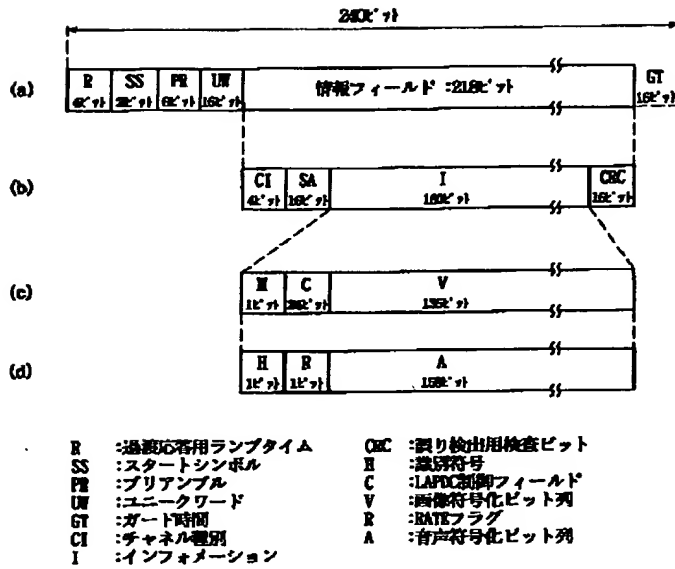 240ビット
(a)
R SS PR UW 情報フィールド:218ビット GT
4ビット 2ビット 6ビット 16ビット 16ビット
(b)
CI SA I CRC
4ビット 16ビット 160ビット 16ビット
(c)
H C V
1ビット 135ビット
(d)
H R A
1ビット 1ビット 158ビット
R :過渡応答用ランプタイム
SS :スタートシンボル
PR :プリアンブル
UW :ユニークワード
GT :ガード時間
CI :チャネル種別
I :インフォメーション
CRC :誤り検出用検査ビット
H :識別符号
C :LAPDC制御フィールド
V :画像符号化ビット列
R :RATEフラグ
A :音声符号化ビット列